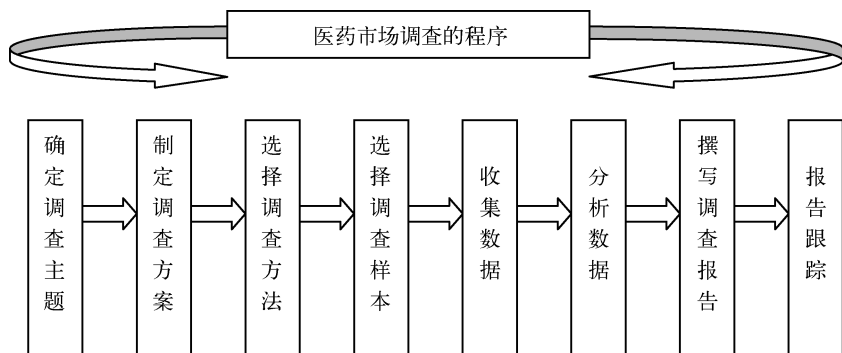 医药市场调查的程序
确定调查主题
制定调查方案
选择调查方法
选择调查样本
收集数据
分析数据
撰写调查报告
报告跟踪